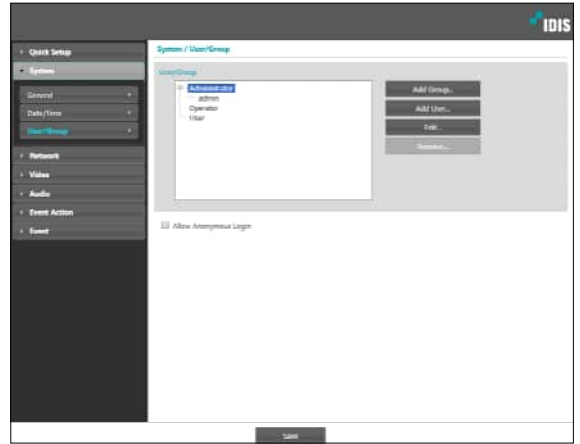 IDIS
Quick Setup
System
General
Date/Time
User/Group
Network
Video
Audio
Event Action
Event
System / User/Group
User/Group
Administrator
admin
Operator
User
Add Group...
Add User...
Edit...
Remove...
Allow Anonymous Login
Save